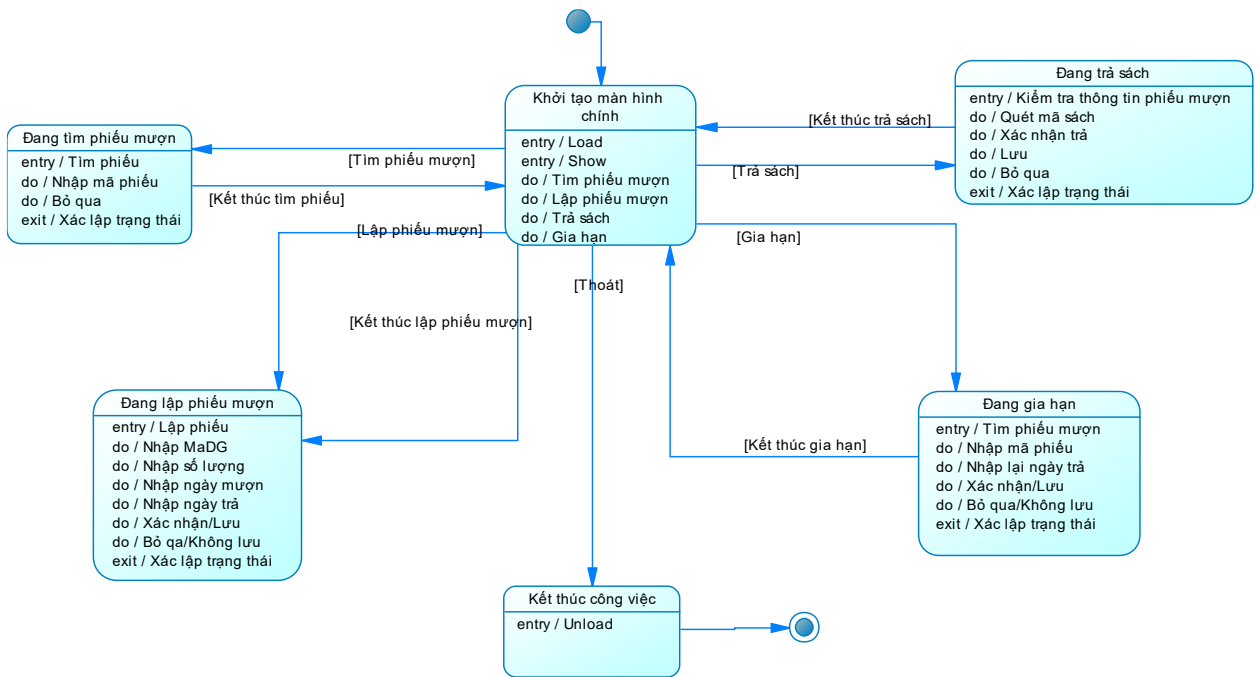 Đang trả sách
entry / Kiểm tra thông tin phiếu mượn
do / Quét mã sách
do / Xác nhận trả
do / Lưu
do / Bỏ qua
exit / Xác lập trạng thái
Khởi tạo màn hình
chính
entry / Load
entry / Show
do / Tìm phiếu mượn
do / Lập phiếu mượn
do / Trả sách
do / Gia hạn
[Kết thúc trả sách]
[Trả sách]
Đang tìm phiếu mượn
entry / Tìm phiếu
do / Nhập mã phiếu
do / Bỏ qua
exit / Xác lập trạng thái
[Tìm phiếu mượn]
[Kết thúc tìm phiếu]
[Lập phiếu mượn]
[Gia hạn]
[Thoát]
[Kết thúc lập phiếu mượn]
Đang lập phiếu mượn
entry / Lập phiếu
do / Nhập MaDG
do / Nhập số lượng
do / Nhập ngày mượn
do / Nhập ngày trả
do / Xác nhận/Lưu
do / Bỏ qa/Không lưu
exit / Xác lập trạng thái
[Kết thúc gia hạn]
Đang gia hạn
entry / Tìm phiếu mượn
do / Nhập mã phiếu
do / Nhập lại ngày trả
do / Xác nhận/Lưu
do / Bỏ qua/Không lưu
exit / Xác lập trạng thái
Kết thúc công việc
entry / Unload